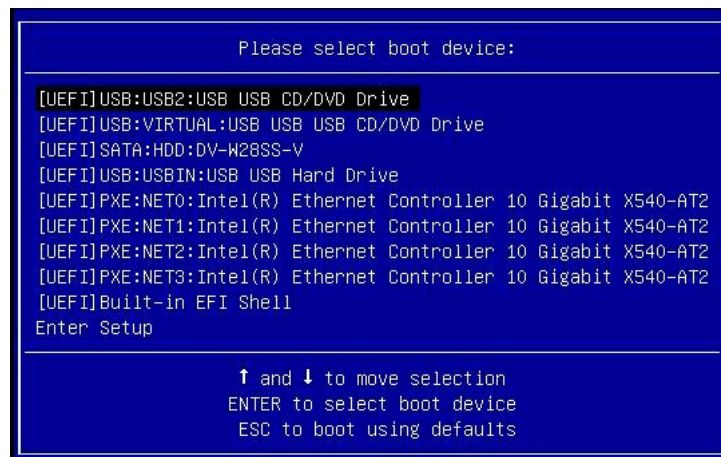 Please select boot device:
[UEFI]USB:USB2:USB USB CD/DVD Drive
[UEFI]USB:VIRTUAL:USB USB USB CD/DVD Drive
[UEFI]SATA:HDD:DV-W28SS-V
[UEFI]USB:USBIN:USB USB Hard Drive
[UEFI]PXE:NET0:Intel(R) Ethernet Controller 10 Gigabit X540-AT2
[UEFI]PXE:NET1:Intel(R) Ethernet Controller 10 Gigabit X540-AT2
[UEFI]PXE:NET2:Intel(R) Ethernet Controller 10 Gigabit X540-AT2
[UEFI]PXE:NET3:Intel(R) Ethernet Controller 10 Gigabit X540-AT2
[UEFI]Built-in EFI Shell
Enter Setup
↑ and ↓ to move selection
ENTER to select boot device
ESC to boot using defaults